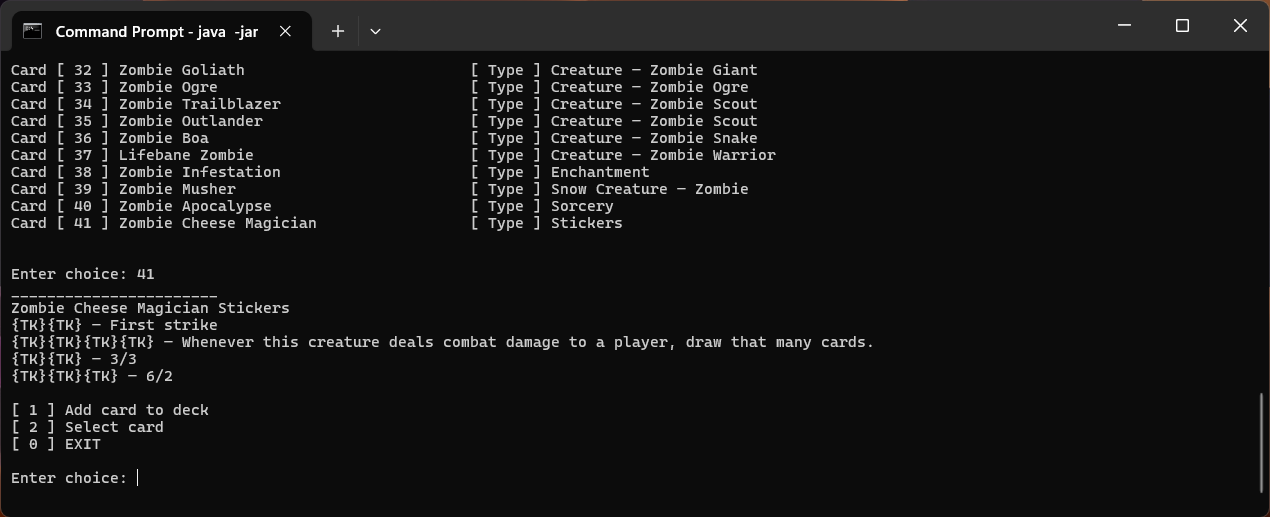 Command Prompt - java -jar
Card [ 32 ] Zombie Goliath [ Type ] Creature — Zombie Giant
Card [ 33 ] Zombie Ogre [ Type ] Creature — Zombie Ogre
Card [ 34 ] Zombie Trailblazer [ Type ] Creature — Zombie Scout
Card [ 35 ] Zombie Outlander [ Type ] Creature — Zombie Scout
Card [ 36 ] Zombie Boa [ Type ] Creature — Zombie Snake
Card [ 37 ] Lifebane Zombie [ Type ] Creature — Zombie Warrior
Card [ 38 ] Zombie Infestation [ Type ] Enchantment
Card [ 39 ] Zombie Musher [ Type ] Snow Creature — Zombie
Card [ 40 ] Zombie Apocalypse [ Type ] Sorcery
Card [ 41 ] Zombie Cheese Magician [ Type ] Stickers
Enter choice: 41
_______________________
Zombie Cheese Magician Stickers
{TK}{TK} — First strike
{TK}{TK}{TK}{TK} — Whenever this creature deals combat damage to a player, draw that many cards.
{TK}{TK} — 3/3
{TK}{TK}{TK} — 6/2
[ 1 ] Add card to deck
[ 2 ] Select card
[ 0 ] EXIT
Enter choice: